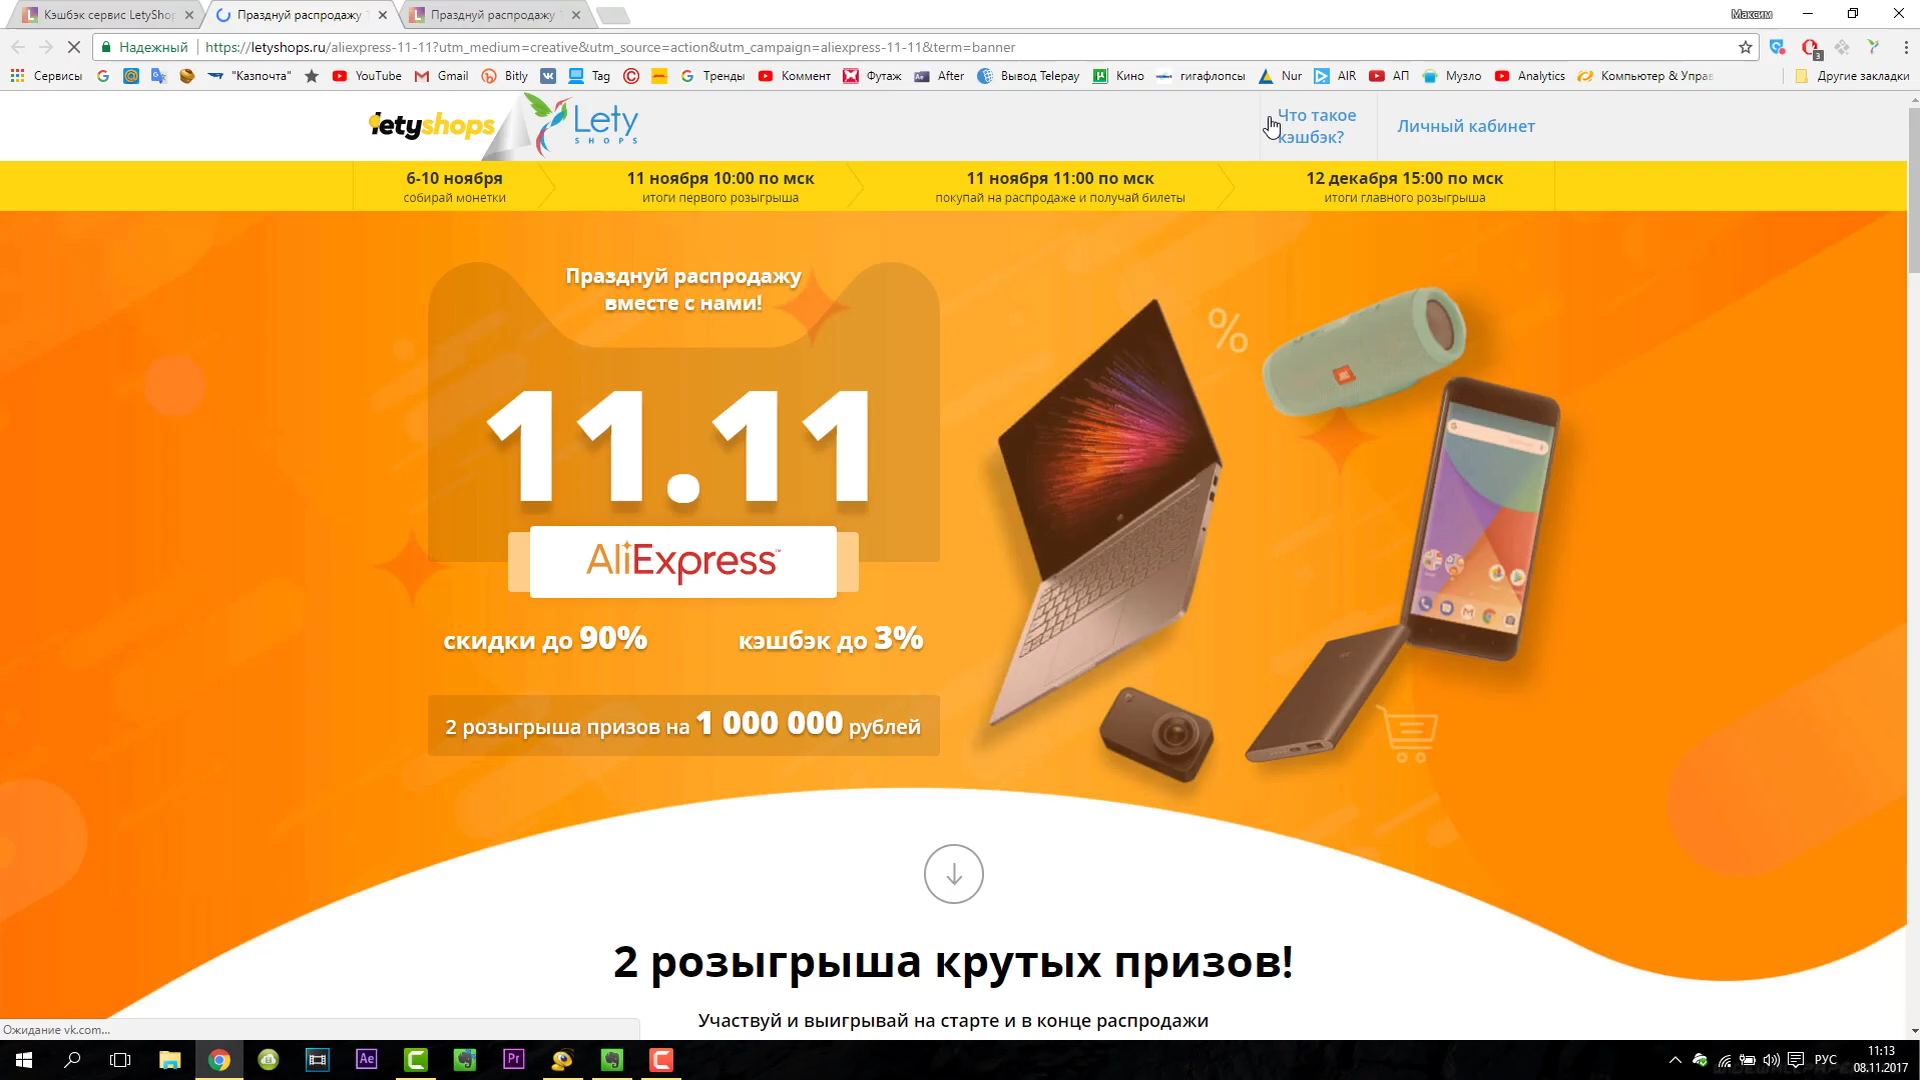 Кэшбэк сервис LetyShop
Празднуй распродажу
Празднуй распродажу
Максим
Надежный
https://letyshops.ru/aliexpress-11-11?utm_medium=creative&utm_source=action&utm_campaign=aliexpress-11-11&term=banner
Сервисы
"Казпочта"
YouTube
Gmail
Bitly
Tag
Тренды
Коммент
Футаж
After
Вывод Telepay
Кино
гигафлопсы
Nur
AIR
АП
Музло
Analytics
Компьютер & Управ
Другие закладки
letyshops
Lety
SHOPS
Что такое
кэшбэк?
Личный кабинет
6-10 ноября
собирай монетки
11 ноября 10:00 по мск
итоги первого розыгрыша
11 ноября 11:00 по мск
покупай на распродаже и получай билеты
12 декабря 15:00 по мск
итоги главного розыгрыша
Празднуй распродажу
вместе с нами!
11.11
AliExpress
скидки до 90%
кэшбэк до 3%
2 розыгрыша призов на 1 000 000 рублей
%
2 розыгрыша крутых призов!
Участвуй и выигрывай на старте и в конце распродажи
Ожидание vk.com...
Ae
Pr
РУС
11:13
08.11.2017